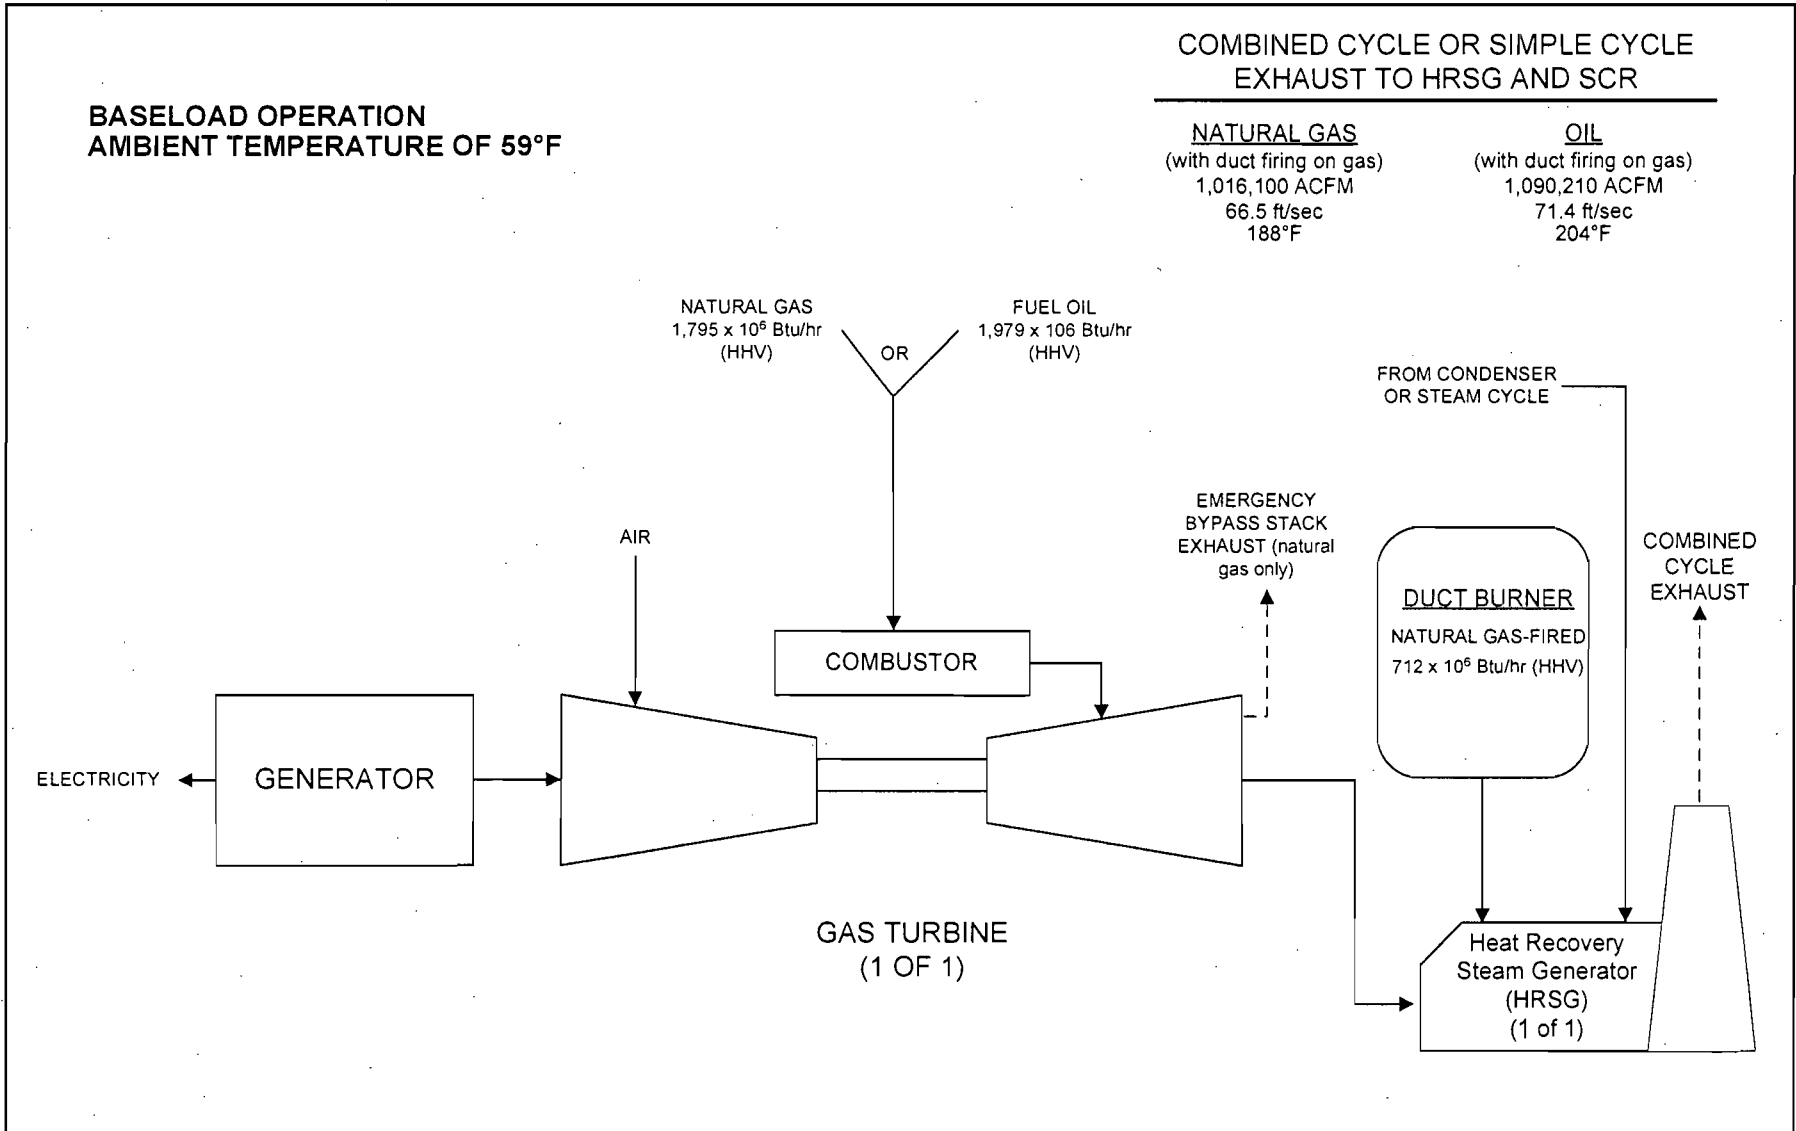 COMBINED CYCLE OR SIMPLE CYCLE
EXHAUST TO HRSG AND SCR
BASELOAD OPERATION
AMBIENT TEMPERATURE OF 59°F
NATURAL GAS
(with duct firing on gas)
1,016,100 ACFM
66.5 ft/sec
188°F
OIL
(with duct firing on gas)
1,090,210 ACFM
71.4 ft/sec
204°F
NATURAL GAS
1,795 x 10⁶ Btu/hr
(HHV)
OR
FUEL OIL
1,979 x 106 Btu/hr
(HHV)
FROM CONDENSER
OR STEAM CYCLE
EMERGENCY
BYPASS STACK
EXHAUST (natural
gas only)
AIR
COMBINED
CYCLE
EXHAUST
DUCT BURNER
NATURAL GAS-FIRED
712 x 10⁶ Btu/hr (HHV)
COMBUSTOR
ELECTRICITY
GENERATOR
GAS TURBINE
(1 OF 1)
Heat Recovery
Steam Generator
(HRSG)
(1 of 1)